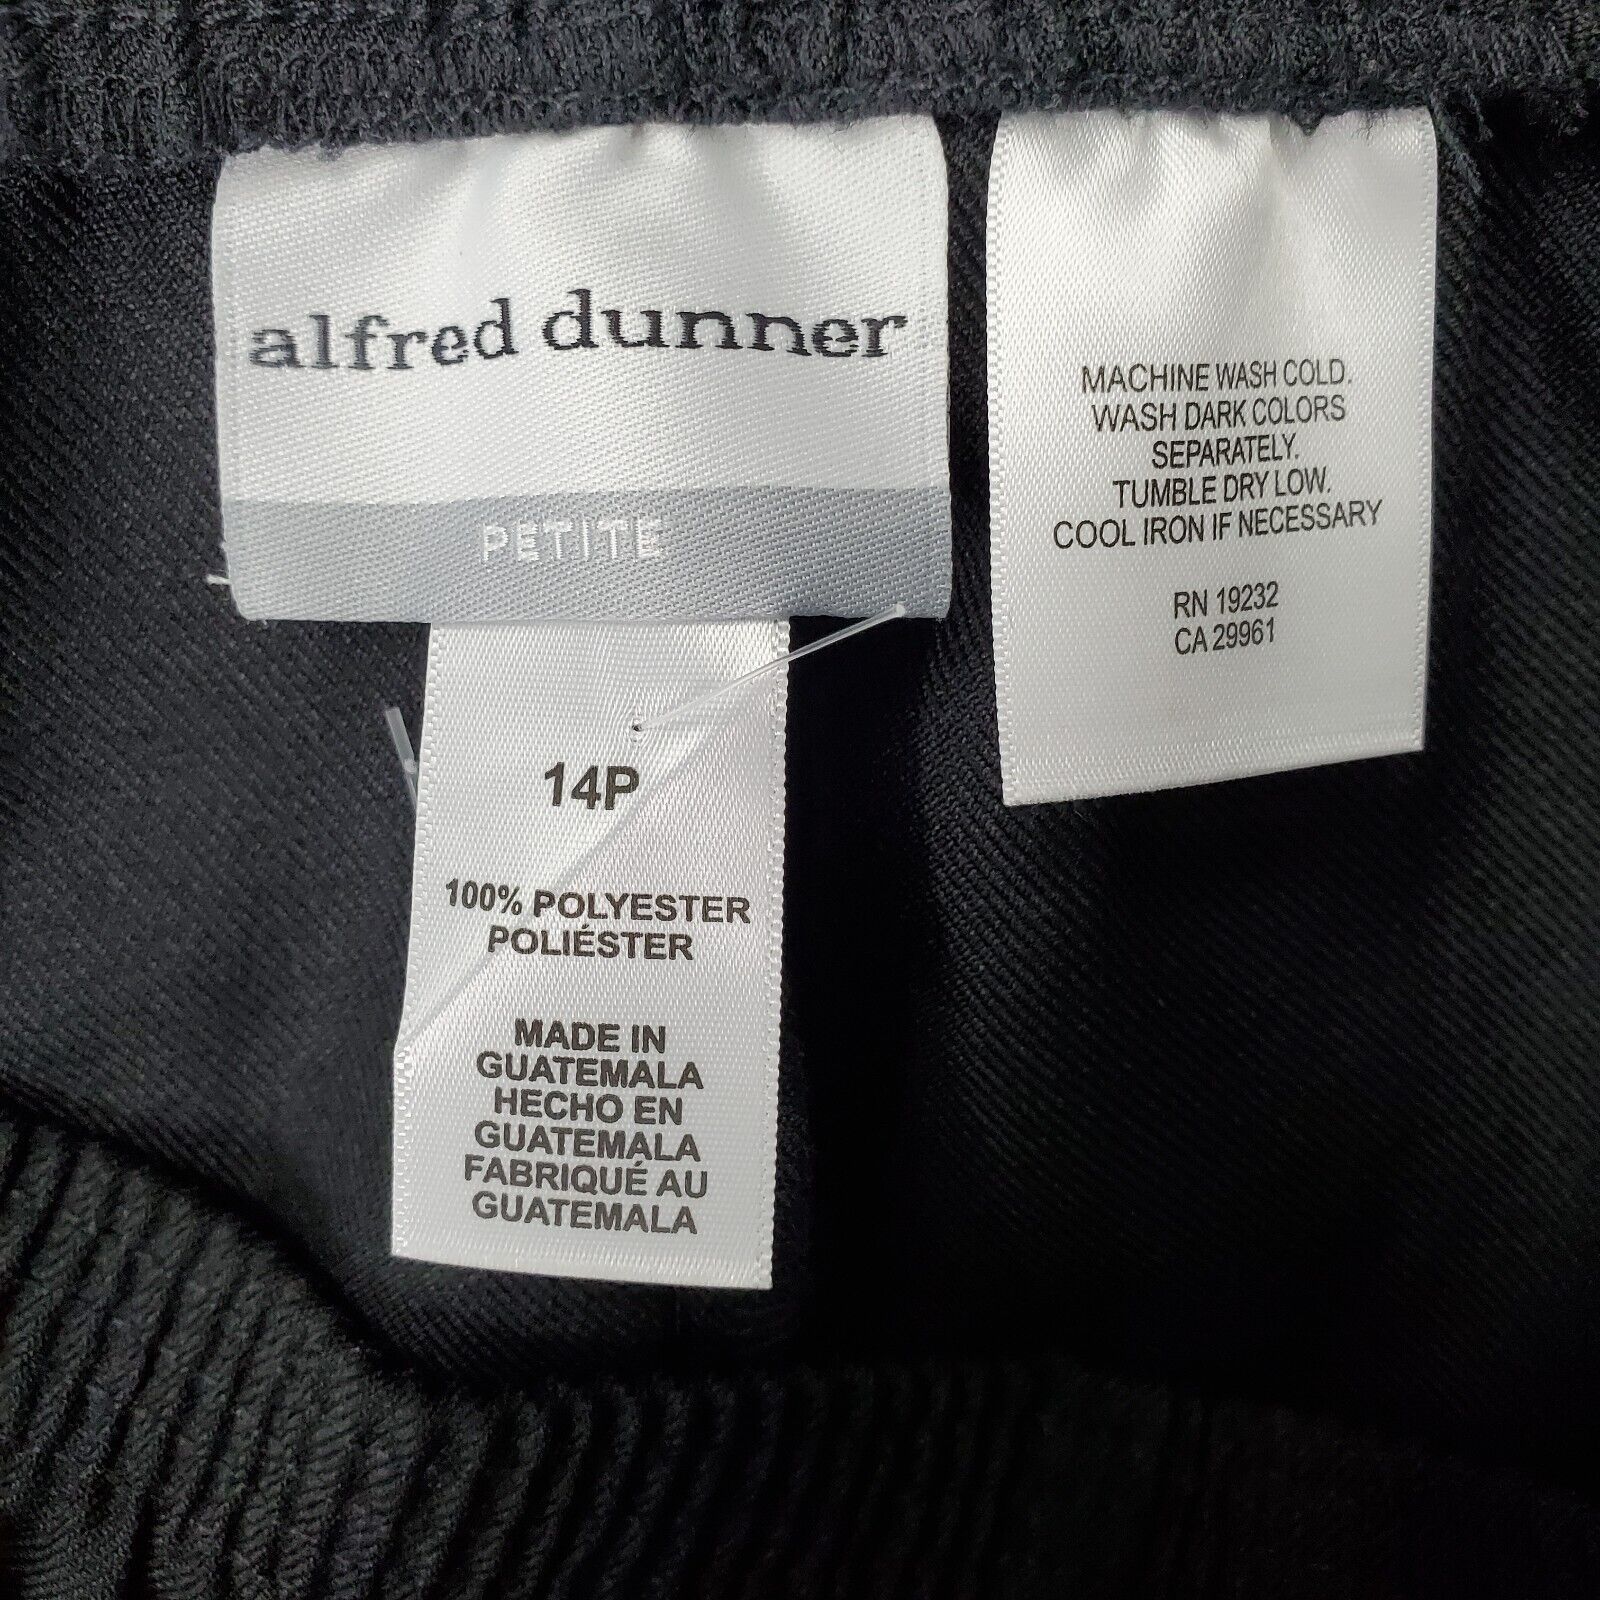 alfred dunner
PETITE
14P
100% POLYESTER
POLIÉSTER
MADE IN
GUATEMALA
HECHO EN
GUATEMALA
FABRIQUÉ AU
GUATEMALA
MACHINE WASH COLD.
WASH DARK COLORS
SEPARATELY.
TUMBLE DRY LOW.
COOL IRON IF NECESSARY
RN 19232
CA 29961